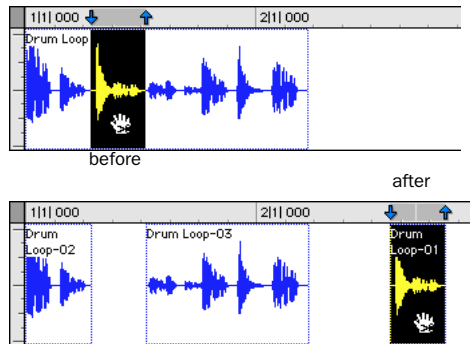 1|1| 000 2|1| 000
Drum Loop
before
after
1|1| 000 2|1| 000
Drum Loop-03
Drum
Loop-02
Drum
Loop-01